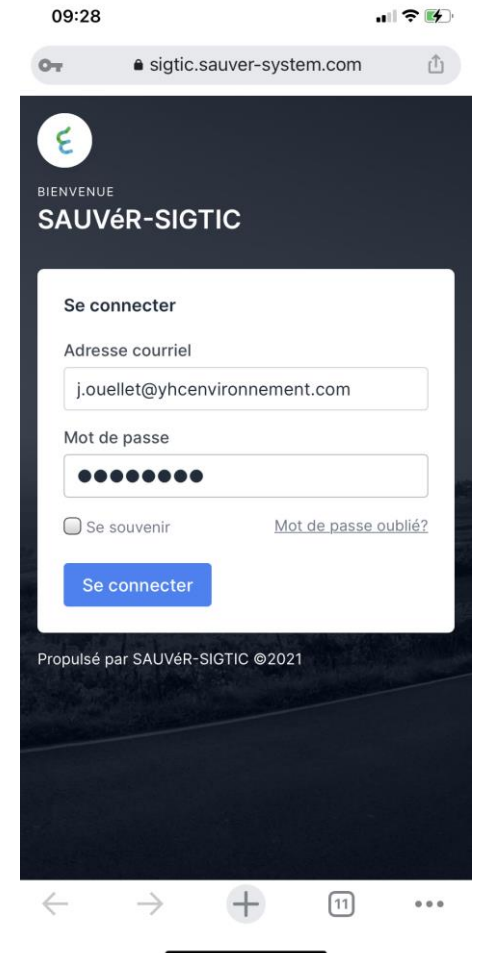 09:28
sigtic.sauver-system.com
BIENVENUE
SAUVéR-SIGTIC
Se connecter
Adresse courriel
j.ouellet@yhcenvironnement.com
Mot de passe
●●●●●●●●
Se souvenir Mot de passe oublié?
Se connecter
Propulsé par SAUVéR-SIGTIC ©2021
11